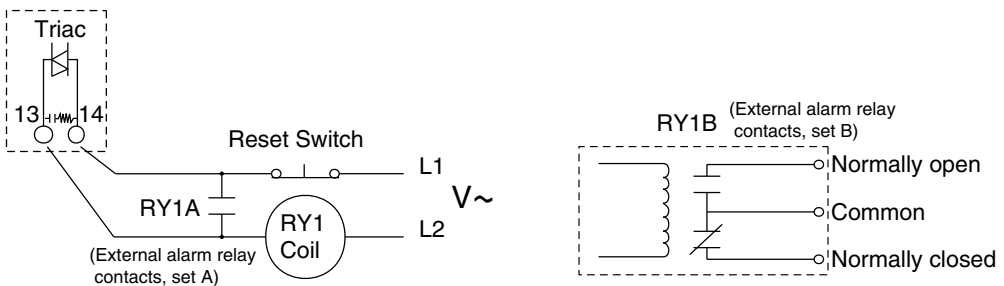 Triac
13
14
Reset Switch
L1
V~
RY1A
RY1
Coil
L2
(External alarm relay
contacts, set A)
RY1B
(External alarm relay
contacts, set B)
Normally open
Common
Normally closed